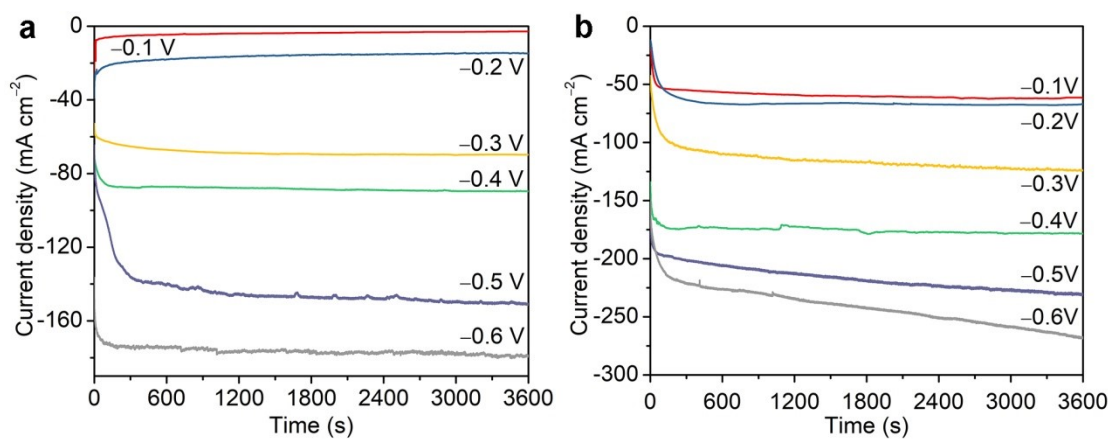 a
0
-40
-80
-120
-160
Current density (mA cm⁻²)
−0.1 V
−0.2 V
−0.3 V
−0.4 V
−0.5 V
−0.6 V
0 600 1200 1800 2400 3000 3600
Time (s)
b
0
-50
-100
-150
-200
-250
-300
Current density (mA cm⁻²)
−0.1V
−0.2V
−0.3V
−0.4V
−0.5V
−0.6V
0 600 1200 1800 2400 3000 3600
Time (s)